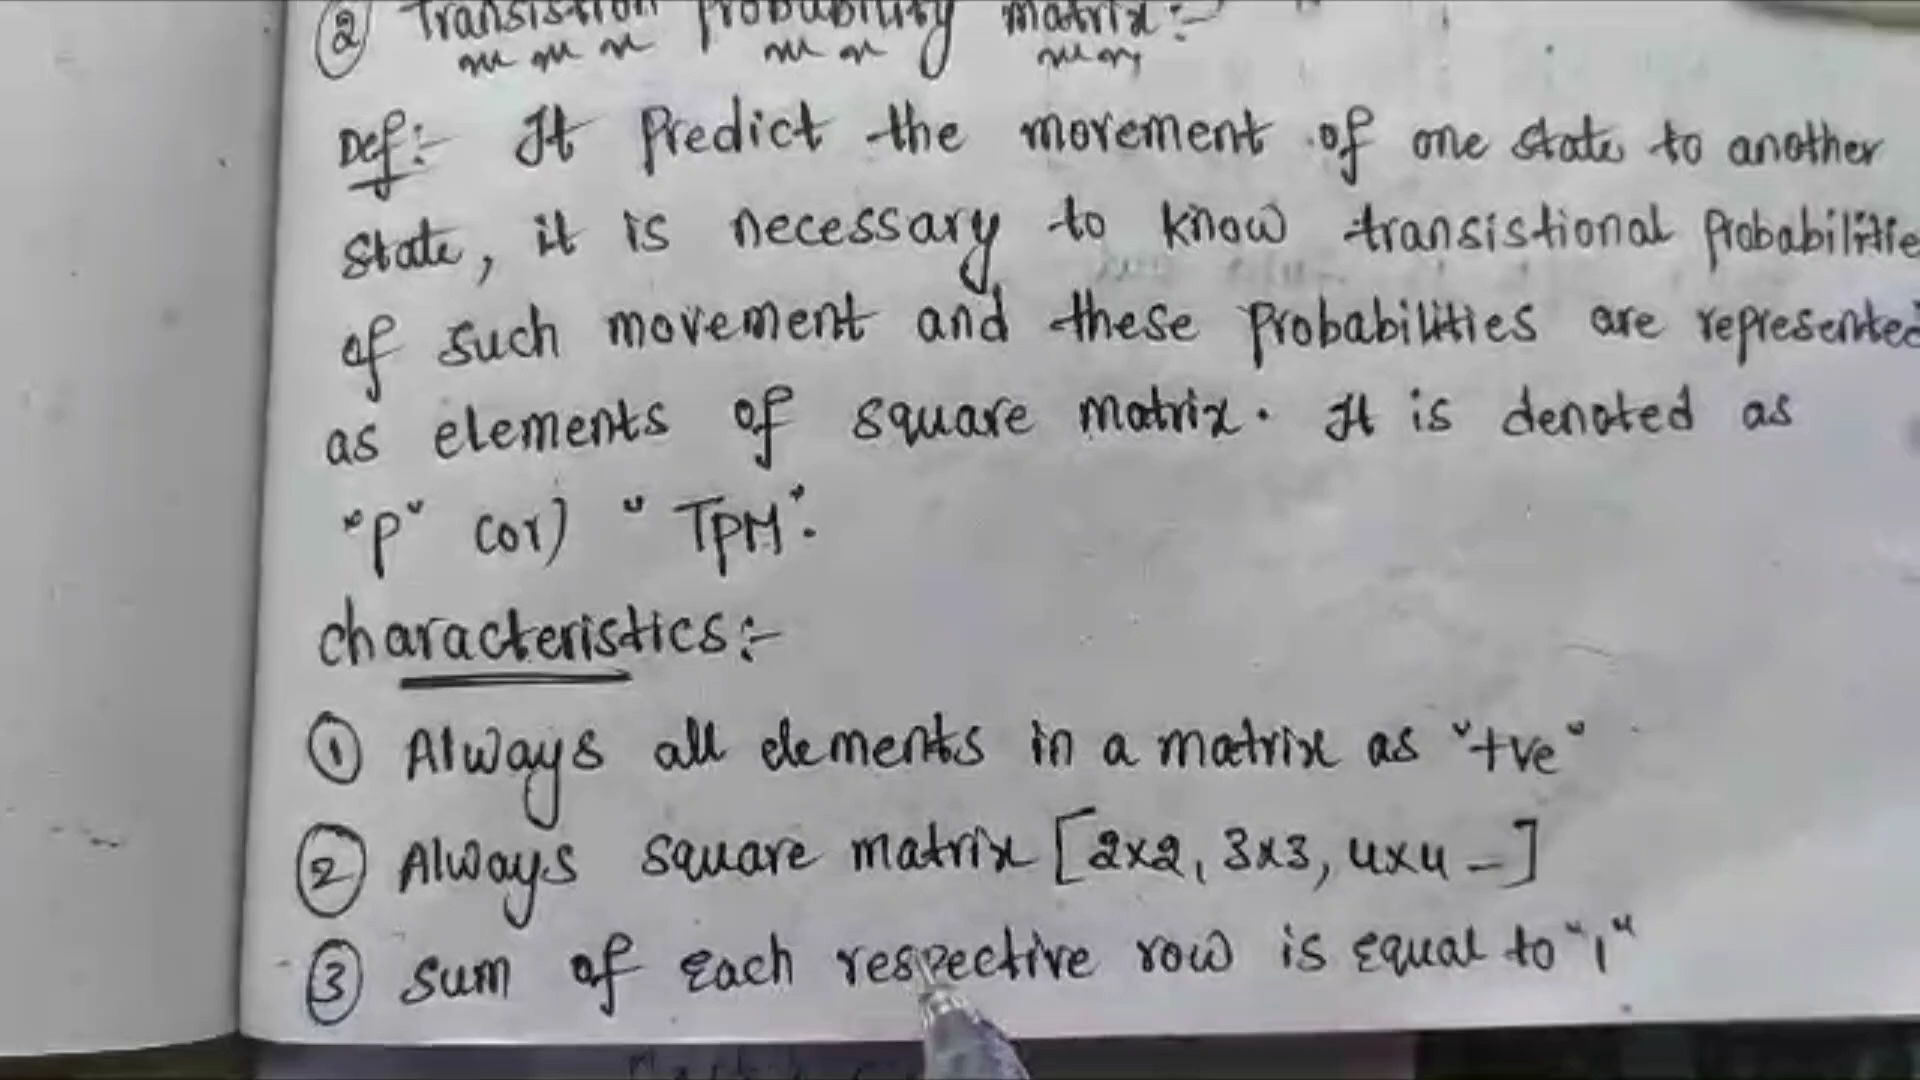 ② Transistion Probability matrix:-
Def:- It Predict the movement of one state to another
state, it is necessary to know transistional Probabilitie
of such movement and these Probabilities are represented
as elements of square matrix. It is denoted as
"P" (or) "TPM".
characteristics:-
① Always all elements in a matrix as "+ve"
② Always square matrix [2x2, 3x3, 4x4 -]
③ sum of Each respective row is Equal to "1"